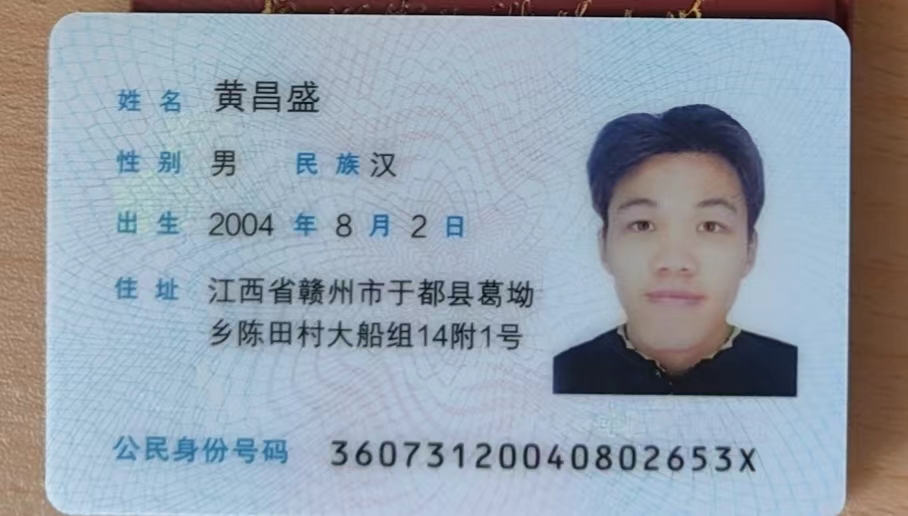 姓名 黄昌盛
性别 男 民族 汉
出生 2004 年 8 月 2 日
住址 江西省赣州市于都县葛坳
乡陈田村大船组14附1号
公民身份号码 36073120040802653X